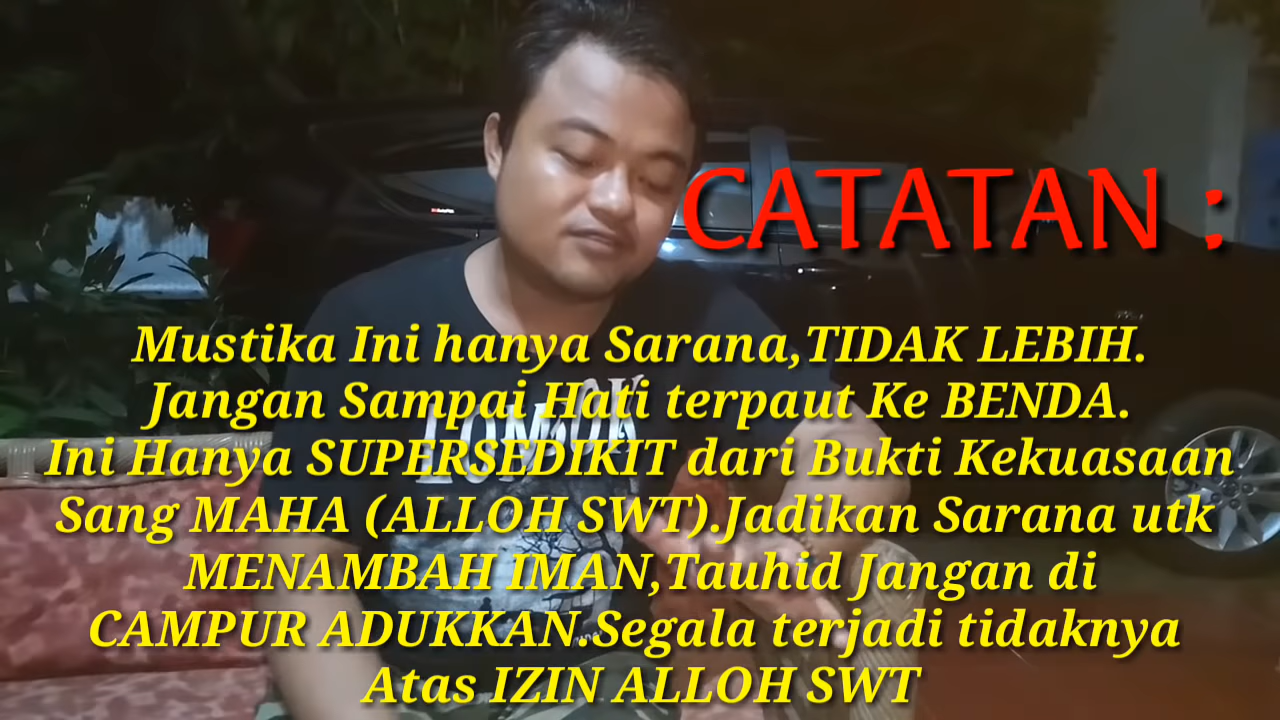 CATATAN :
Mustika Ini hanya Sarana,TIDAK LEBIH.
Jangan Sampai Hati terpaut Ke BENDA.
Ini Hanya SUPERSEDIKIT dari Bukti Kekuasaan
Sang MAHA (ALLOH SWT).Jadikan Sarana utk
MENAMBAH IMAN,Tauhid Jangan di
CAMPUR ADUKKAN.Segala terjadi tidaknya
Atas IZIN ALLOH SWT
LOMBOK